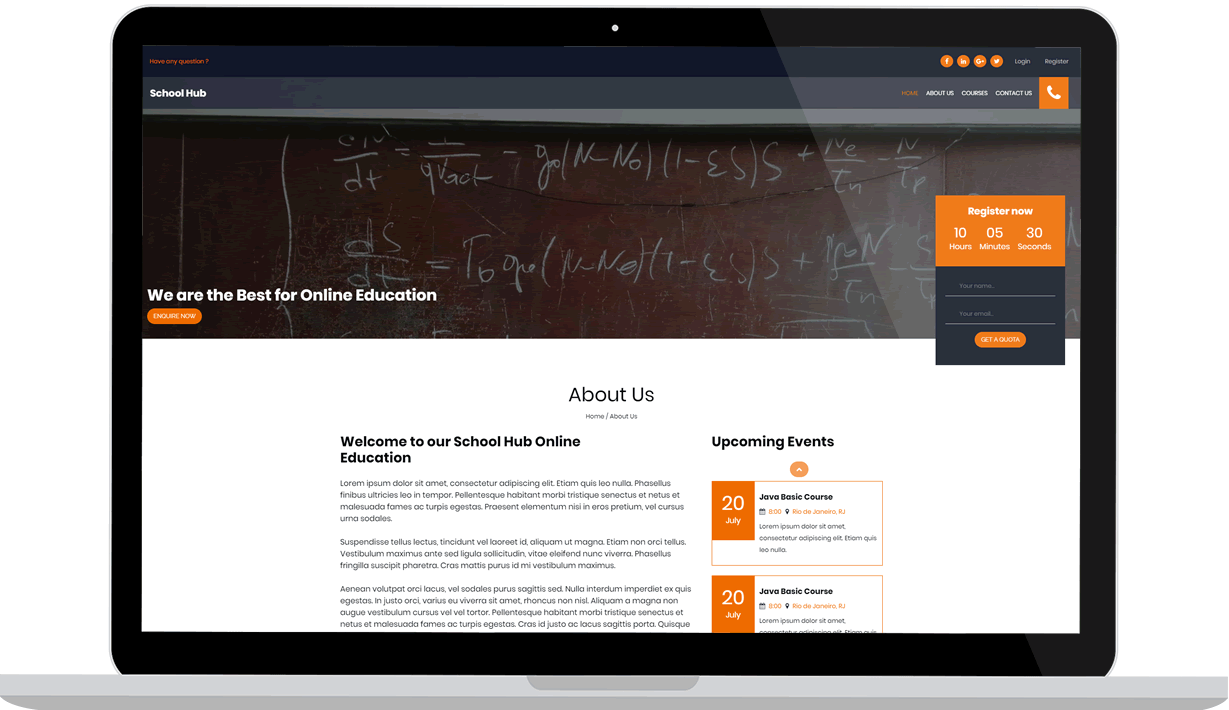 Have any question ?
Login
Register
School Hub
HOME
ABOUT US
COURSES
CONTACT US
We are the Best for Online Education
ENQUIRE NOW
Register now
10 05 30
Hours Minutes Seconds
Your name..
Your email..
GET A QUOTA
About Us
Home / About Us
Welcome to our School Hub Online
Education
Lorem ipsum dolor sit amet, consectetur adipiscing elit. Etiam quis leo nulla. Phasellus
finibus ultricies leo in tempor. Pellentesque habitant morbi tristique senectus et netus et
malesuada fames ac turpis egestas. Praesent elementum nisi in eros pretium, vel cursus
urna sodales.
Suspendisse tellus lectus, tincidunt vel laoreet id, aliquam ut magna. Etiam non orci tellus.
Vestibulum maximus ante sed ligula sollicitudin, vitae eleifend nunc viverra. Phasellus
fringilla suscipit pharetra. Cras mattis purus id mi vestibulum maximus.
Aenean volutpat orci lacus, vel sodales purus sagittis sed. Nulla interdum imperdiet ex quis
egestas. In justo orci, varius eu viverra sit amet, rhoncus non nisl. Aliquam a magna non
augue vestibulum cursus vel vel tortor. Pellentesque habitant morbi tristique senectus et
netus et malesuada fames ac turpis egestas. Cras id justo ac lacus sagittis porta. Quisque
Upcoming Events
20
July
Java Basic Course
8:00 Rio de Janeiro, RJ
Lorem ipsum dolor sit amet,
consectetur adipiscing elit. Etiam quis
leo nulla.
20
July
Java Basic Course
8:00 Rio de Janeiro, RJ
Lorem ipsum dolor sit amet,
consectetur adipiscing elit. Etiam quis